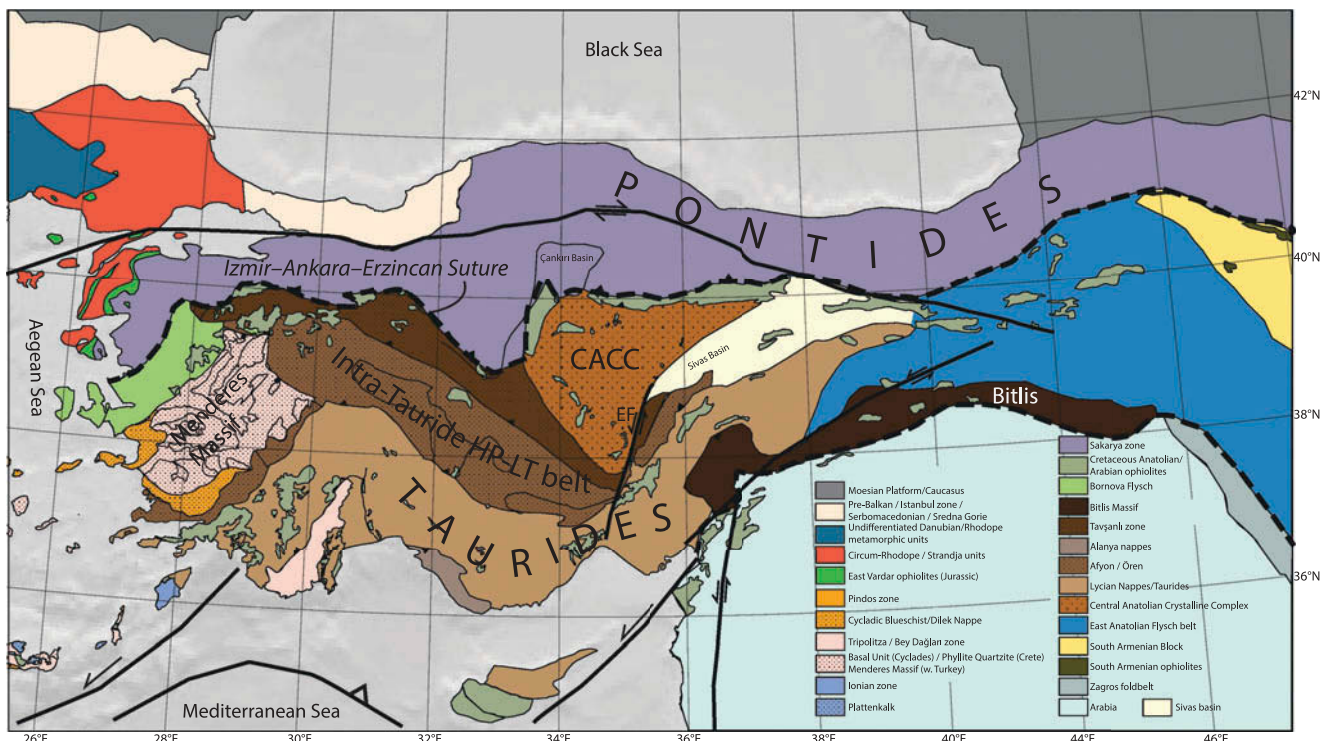 Black Sea
42°N
PONTIDES
40°N
Çankırı Basin
Izmir–Ankara–Erzincan Suture
Aegean Sea
CACC
Sivas Basin
Menderes
Massif
Intra-Tauride HP-LT belt
EF
Bitlis
38°N
TAURIDES
36°N
Mediterranean Sea
Moesian Platform/Caucasus
Pre-Balkan / Istanbul zone /
Serbomacedonian / Sredna Gorie
Undifferentiated Danubian/Rhodope
metamorphic units
Circum-Rhodope / Strandja units
East Vardar ophiolites (Jurassic)
Pindos zone
Cycladic Blueschist/Dilek Nappe
Tripolitza / Bey Dağları zone
Basal Unit (Cyclades) / Phyllite Quartzite (Crete)
Menderes Massif (w. Turkey)
Ionian zone
Plattenkalk
Sakarya zone
Cretaceous Anatolian/
Arabian ophiolites
Bornova Flysch
Bitlis Massif
Tavşanlı zone
Alanya nappes
Afyon / Ören
Lycian Nappes/Taurides
Central Anatolian Crystalline Complex
East Anatolian Flysch belt
South Armenian Block
South Armenian ophiolites
Zagros foldbelt
Arabia
Sivas basin
26°E
28°E
30°E
32°E
34°E
36°E
38°E
40°E
42°E
44°E
46°E